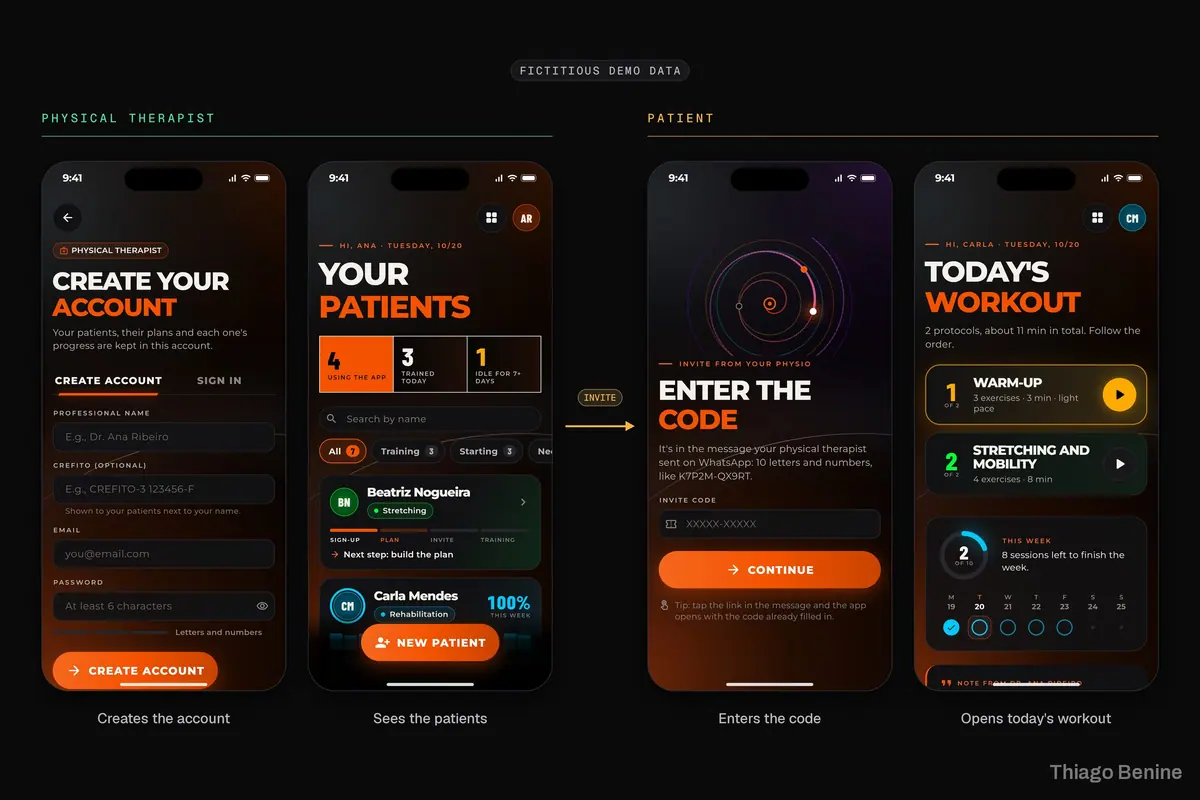 FICTITIOUS DEMO DATA
PHYSICAL THERAPIST
9:41
PHYSICAL THERAPIST
CREATE YOUR
ACCOUNT
Your patients, their plans and each one's
progress are kept in this account.
CREATE ACCOUNT
SIGN IN
PROFESSIONAL NAME
E.g., Dr. Ana Ribeiro
CREFITO (OPTIONAL)
E.g., CREFITO-3 123456-F
Shown to your patients next to your name.
EMAIL
you@email.com
PASSWORD
At least 6 characters
Letters and numbers
CREATE ACCOUNT
Creates the account
9:41
AR
HI, ANA · TUESDAY, 10/20
YOUR
PATIENTS
4
USING THE APP
3
TRAINED
TODAY
1
IDLE FOR 7+
DAYS
Search by name
All 7
Training 3
Starting 3
Nee
BN
Beatriz Nogueira
Stretching
SIGN-UP
PLAN
INVITE
TRAINING
Next step: build the plan
CM
Carla Mendes
Rehabilitation
100%
THIS WEEK
NEW PATIENT
Sees the patients
INVITE
PATIENT
9:41
INVITE FROM YOUR PHYSIO
ENTER THE
CODE
It's in the message your physical therapist
sent on WhatsApp: 10 letters and numbers,
like K7P2M-QX9RT.
INVITE CODE
XXXXX-XXXXX
CONTINUE
Tip: tap the link in the message and the app
opens with the code already filled in.
Enters the code
9:41
CM
HI, CARLA · TUESDAY, 10/20
TODAY'S
WORKOUT
2 protocols, about 11 min in total. Follow the
order.
1
OF 2
WARM-UP
3 exercises · 3 min · light
pace
2
OF 2
STRETCHING AND
MOBILITY
4 exercises · 8 min
2
OF 10
THIS WEEK
8 sessions left to finish the
week.
M T W T F S S
19 20 21 22 23 24 25
NOTE FROM DR. ANA RIBEIRO
Opens today's workout
Thiago Benine